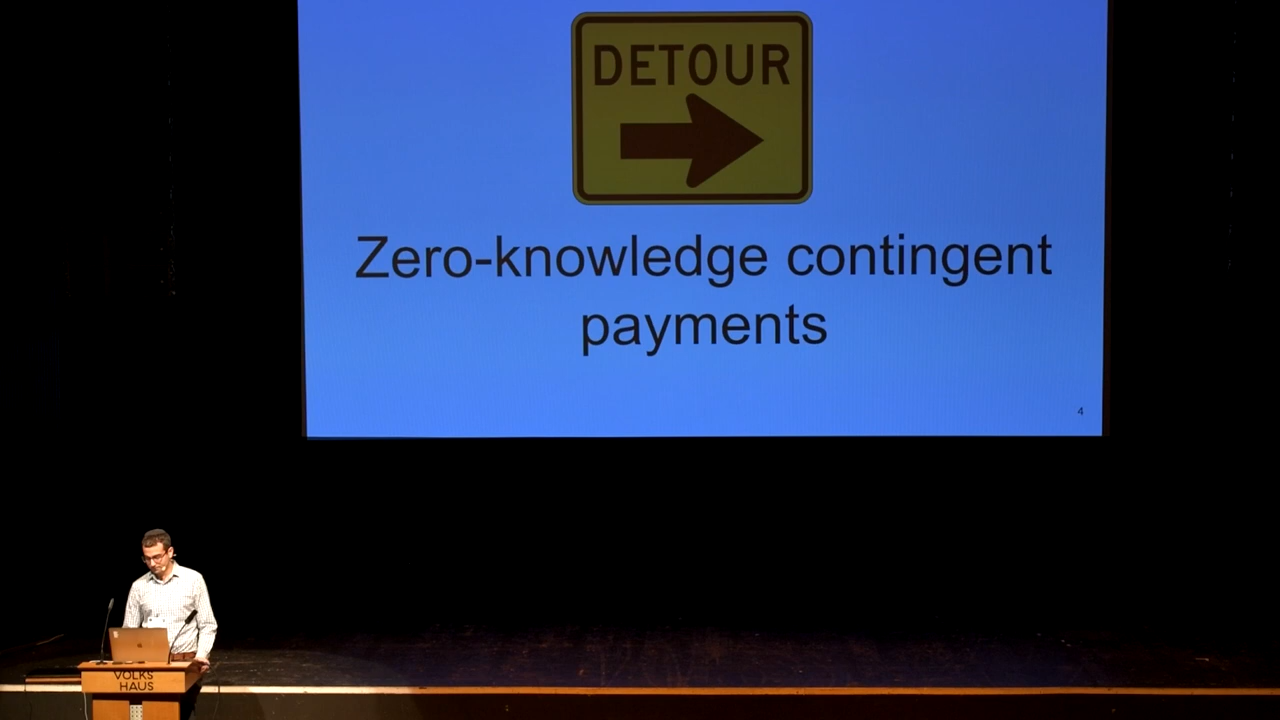 DETOUR
Zero-knowledge contingent
payments
4
VOLKS
HAUS